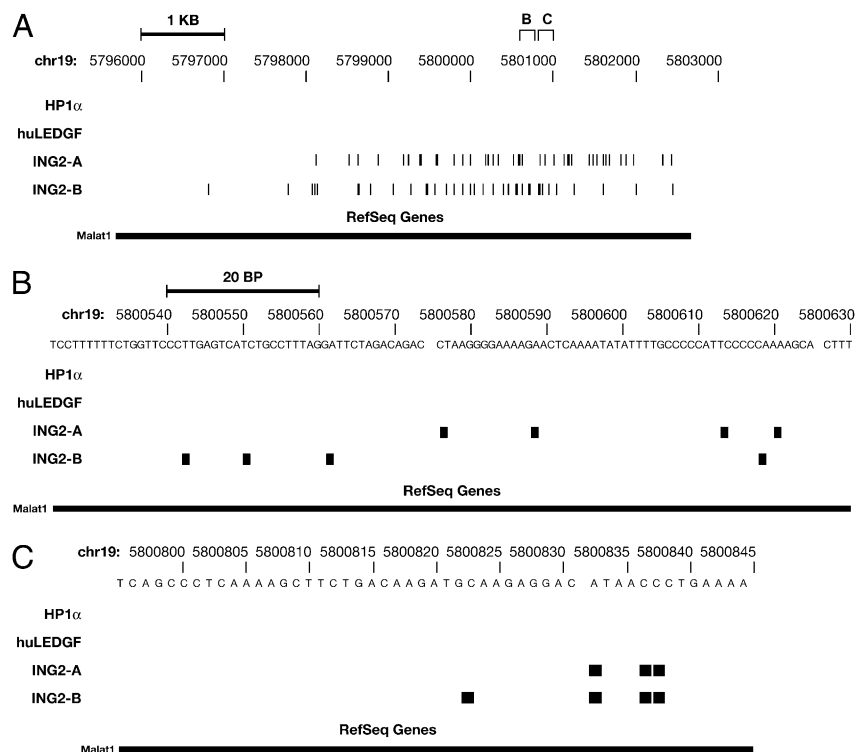 A
1 KB
B C
chr19: 5796000 5797000 5798000 5799000 5800000 5801000 5802000 5803000
HP1α
huLEDGF
ING2-A
ING2-B
RefSeq Genes
Malat1
B
20 BP
chr19: 5800540 5800550 5800560 5800570 5800580 5800590 5800600 5800610 5800620 5800630
TCCTTTTTTCTGGTTCCCTTGAGTCATCTGCCTTTAGGATTCTAGACAGAC CTAAGGGGAAAAGAACTCAAAATATATTTTGCCCCCATTCCCCCAAAAGCA CTTT
HP1α
huLEDGF
ING2-A
ING2-B
RefSeq Genes
Malat1
C
chr19: 5800800 5800805 5800810 5800815 5800820 5800825 5800830 5800835 5800840 5800845
T C A G C C C T C A A A A G C T T C T G A C A A G A T G C A A G A G G A C A T A A C C C T G A A A A
HP1α
huLEDGF
ING2-A
ING2-B
RefSeq Genes
Malat1